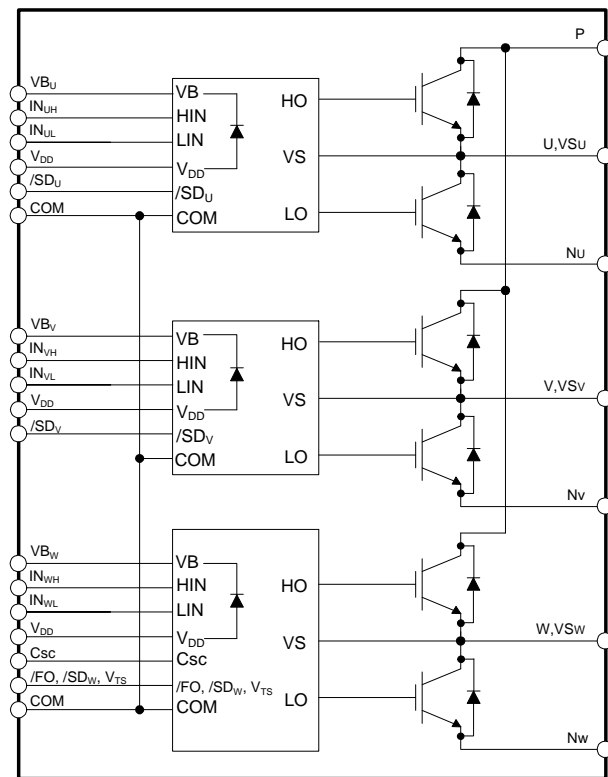 P
VBU
INUH
INUL
VDD
/SDU
COM
VB
HIN
LIN
VDD
/SDU
COM
HO
VS
LO
U,VSU
NU
VBV
INVH
INVL
VDD
/SDV
VB
HIN
LIN
VDD
/SDV
COM
HO
VS
LO
V,VSV
NV
VBW
INWH
INWL
VDD
Csc
/FO, /SDW, VTS
COM
VB
HIN
LIN
VDD
Csc
/FO, /SDW, VTS
COM
HO
VS
LO
W,VSW
NW